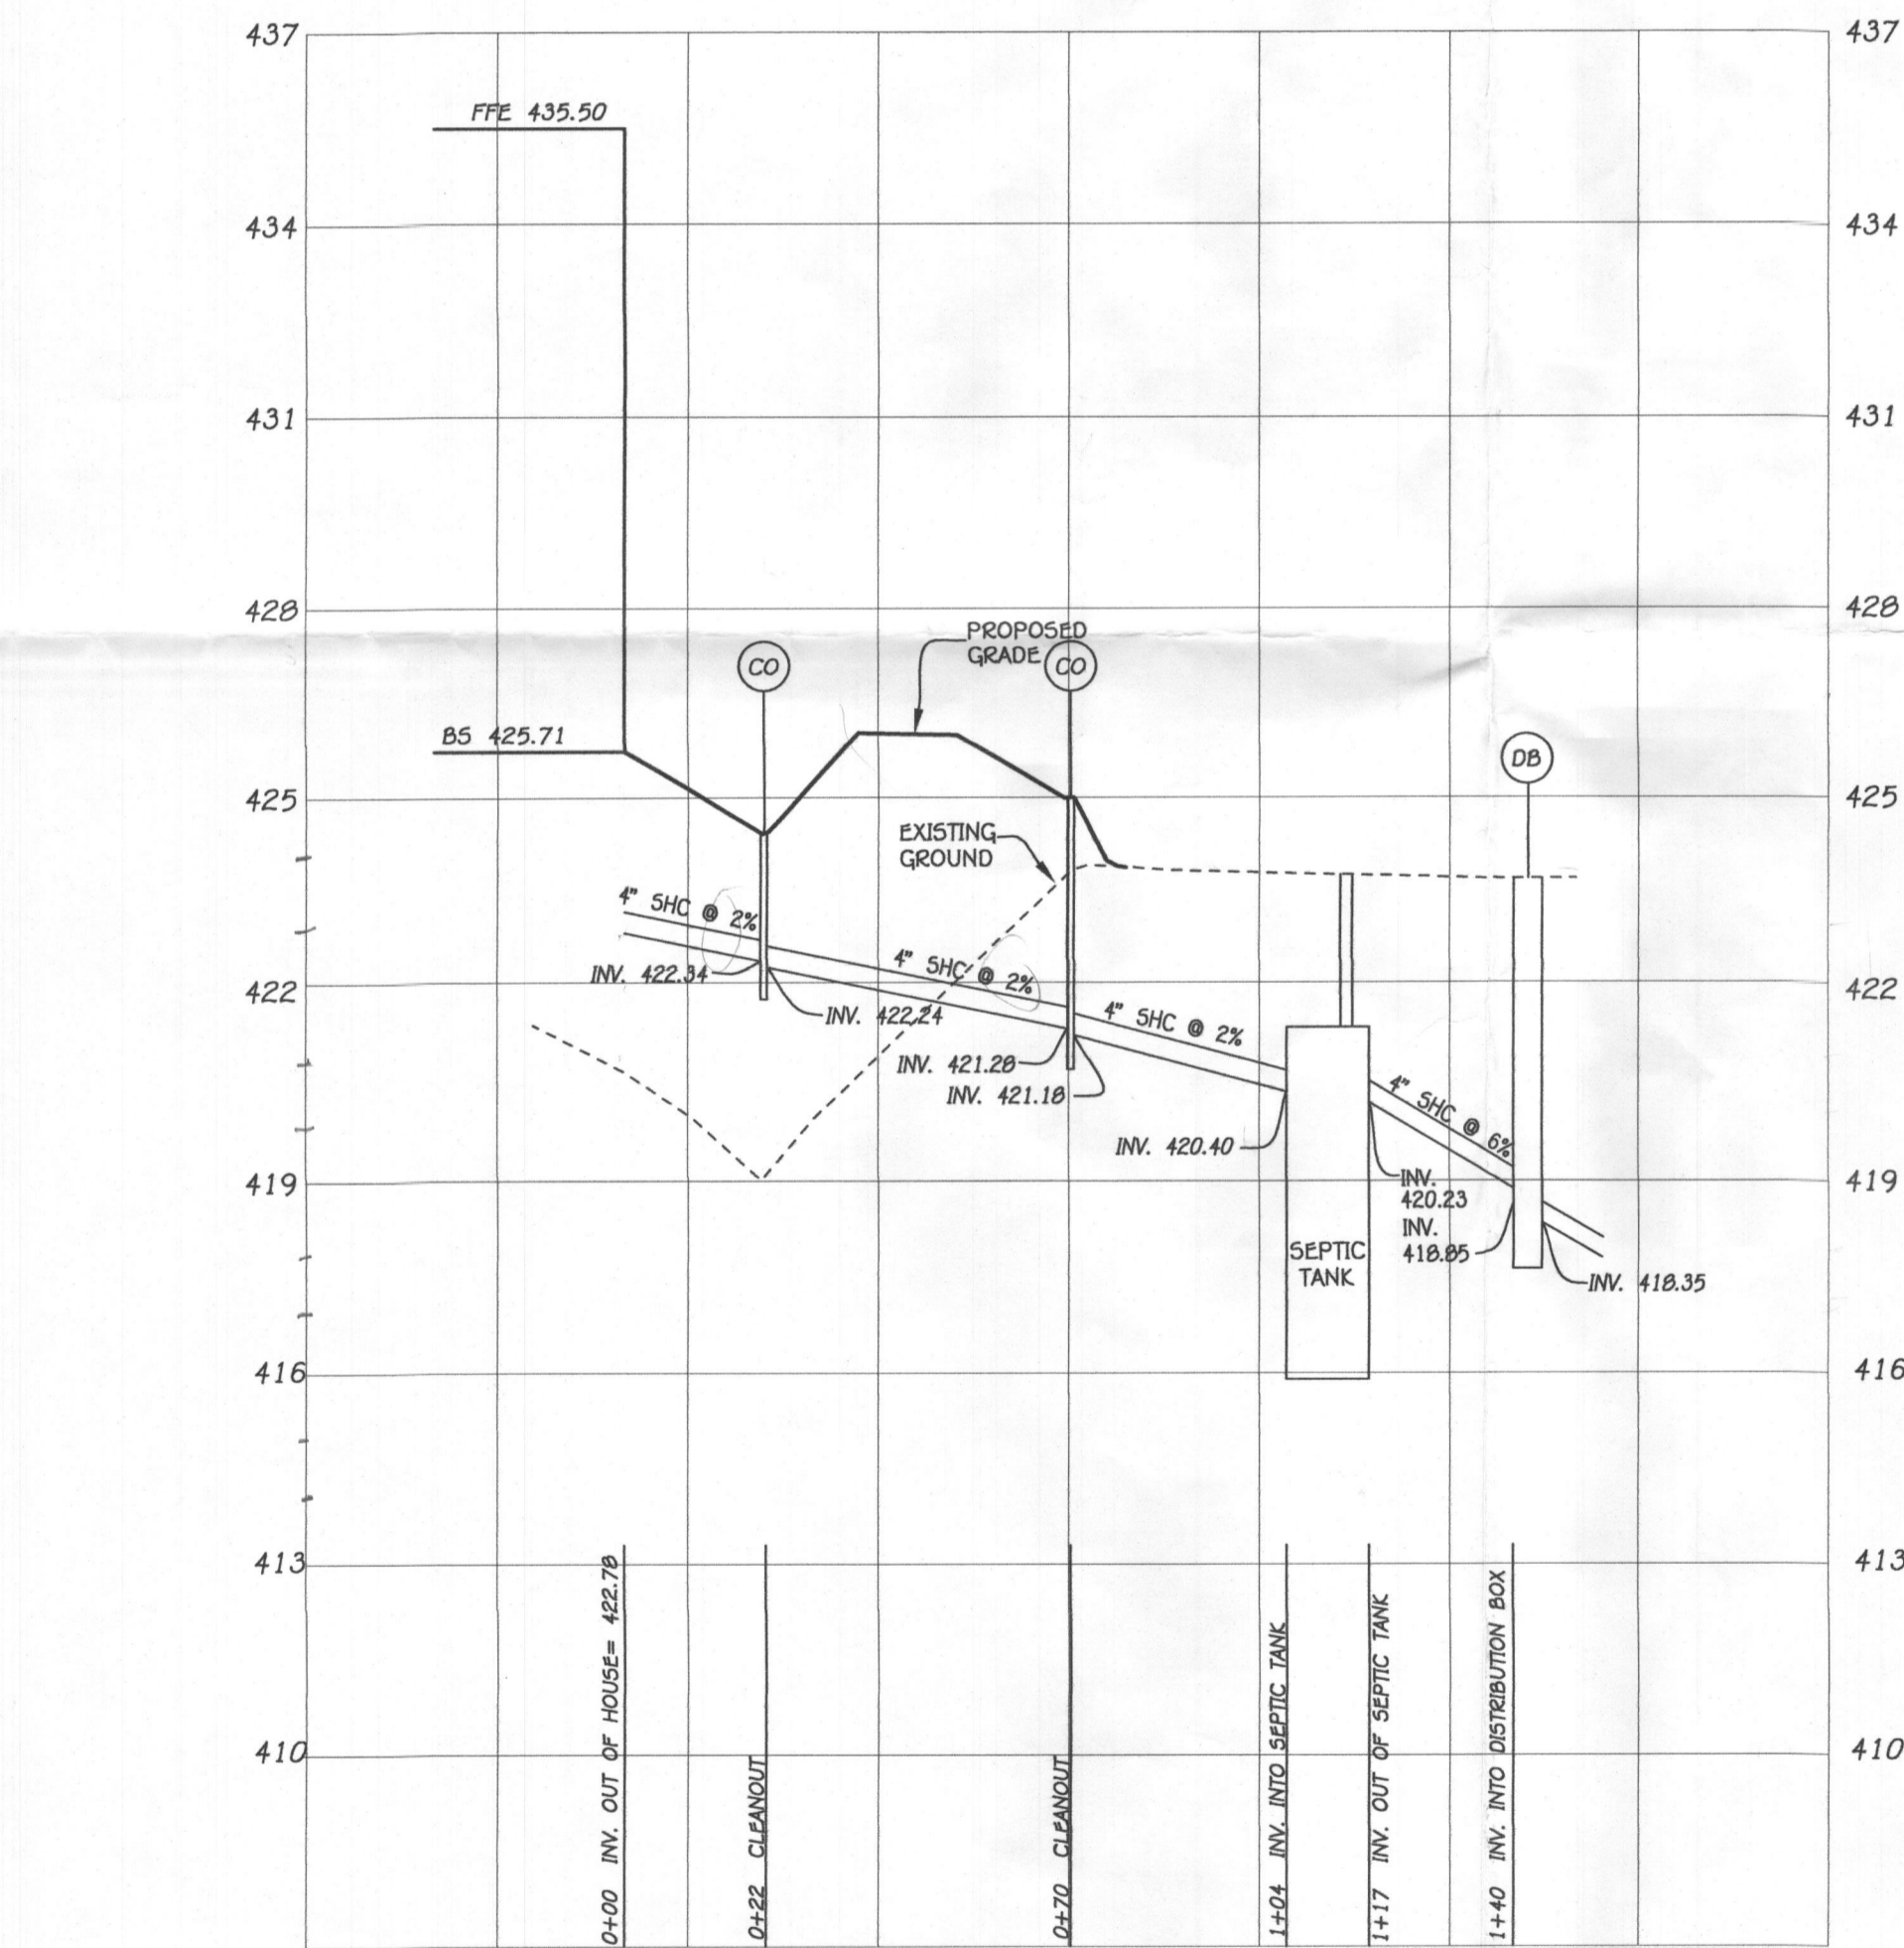 437 437
FFE 435.50
434 434
431 431
428 428
PROPOSED
GRADE
CO
CO
BS 425.71
DB
425 425
EXISTING
GROUND
4" SHC @ 2%
4" SHC @ 2%
INV. 422.34
422 422
4" SHC @ 2%
INV. 422.24
INV. 421.28
INV. 421.18
4" SHC @ 6%
INV. 420.40
INV.
420.23
419 419
INV.
418.85
SEPTIC
TANK
INV. 418.35
416 416
413 413
410 410
0+00 INV. OUT OF HOUSE= 422.78
0+22 CLEANOUT
0+70 CLEANOUT
1+04 INV. INTO SEPTIC TANK
1+17 INV. OUT OF SEPTIC TANK
1+40 INV. INTO DISTRIBUTION BOX